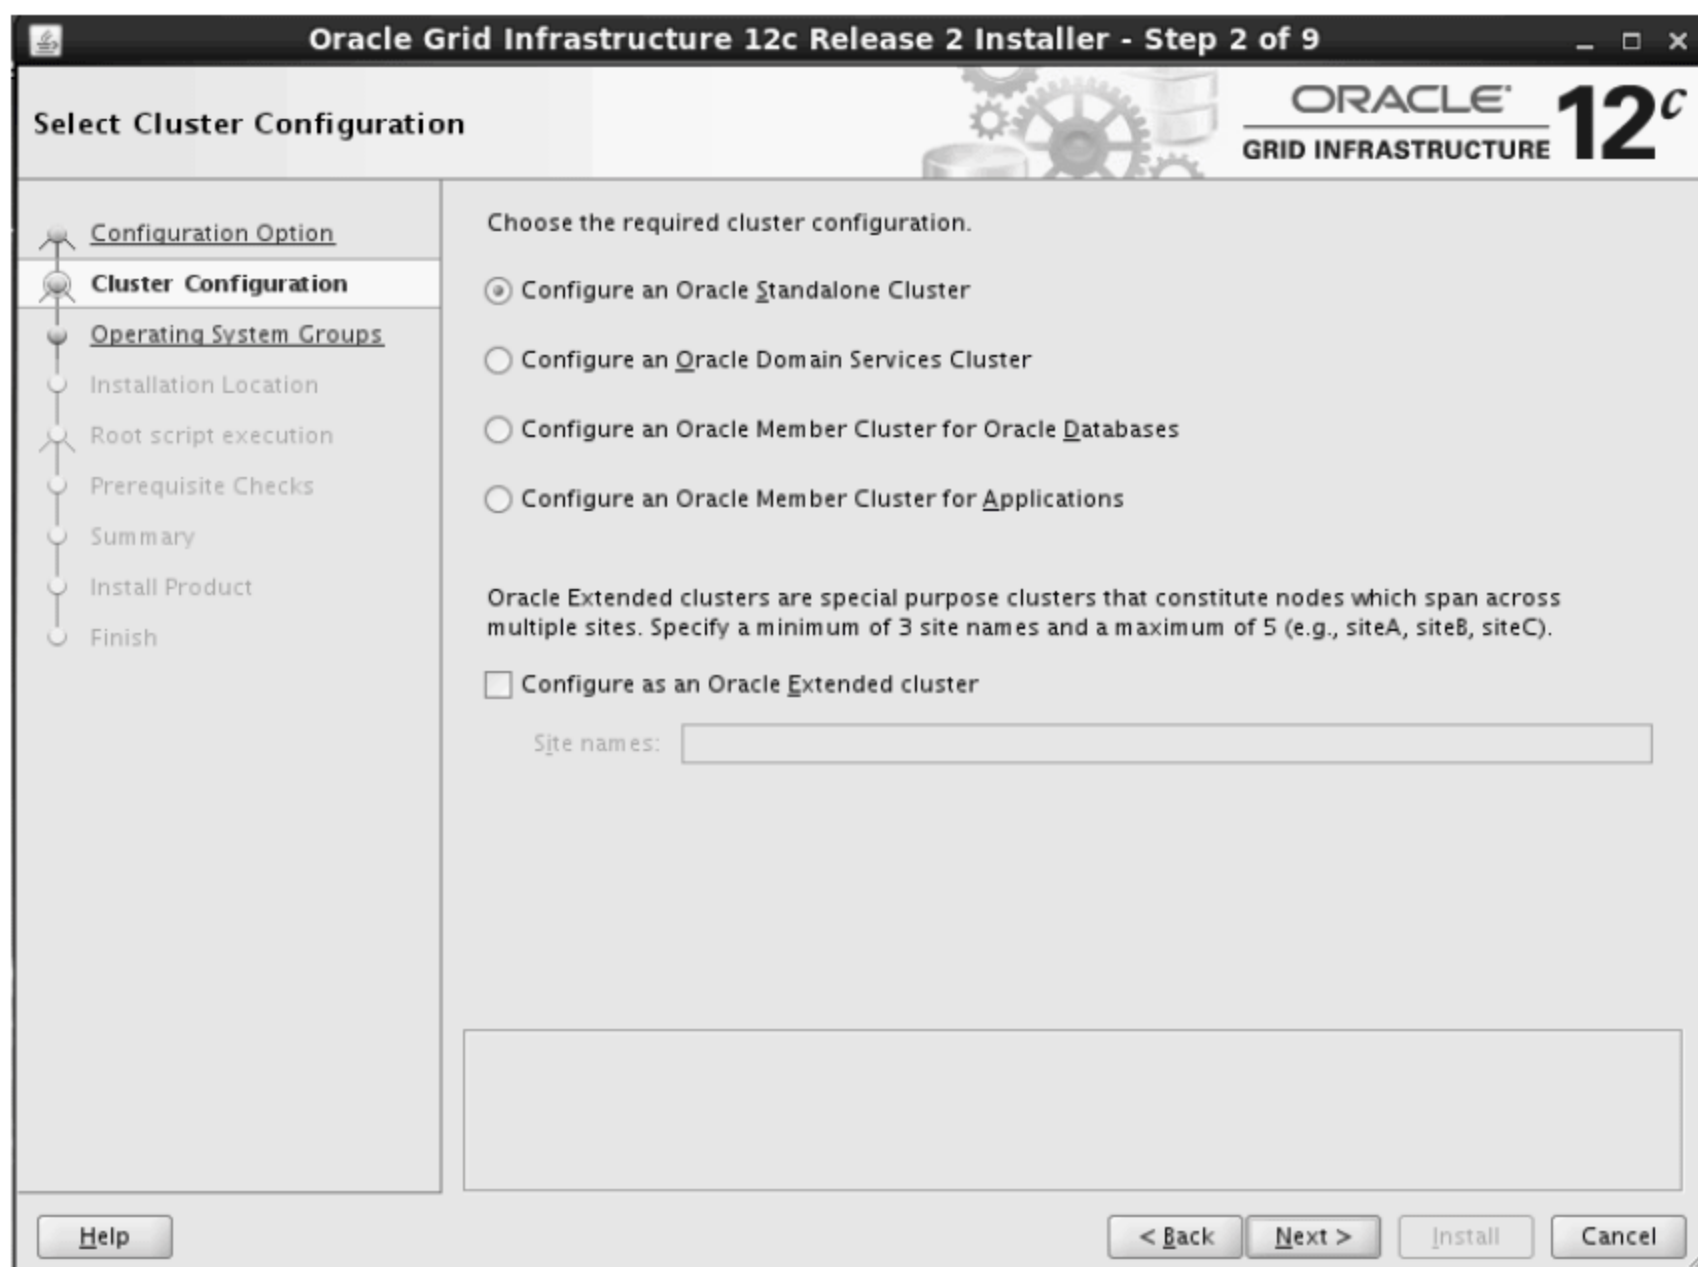 Oracle Grid Infrastructure 12c Release 2 Installer - Step 2 of 9
Select Cluster Configuration
ORACLE
GRID INFRASTRUCTURE
12c
Configuration Option
Cluster Configuration
Operating System Groups
Installation Location
Root script execution
Prerequisite Checks
Summary
Install Product
Finish
Choose the required cluster configuration.
Configure an Oracle Standalone Cluster
Configure an Oracle Domain Services Cluster
Configure an Oracle Member Cluster for Oracle Databases
Configure an Oracle Member Cluster for Applications
Oracle Extended clusters are special purpose clusters that constitute nodes which span across
multiple sites. Specify a minimum of 3 site names and a maximum of 5 (e.g., siteA, siteB, siteC).
Configure as an Oracle Extended cluster
Site names:
Help
< Back
Next >
Install
Cancel